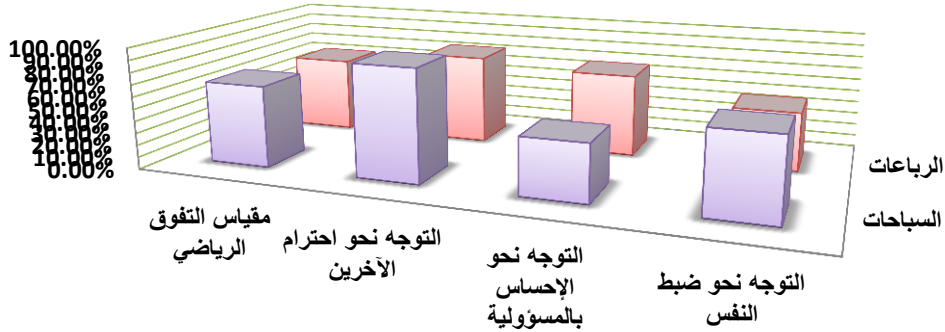 100.00%
90.00%
80.00%
70.00%
60.00%
50.00%
40.00%
30.00%
20.00%
10.00%
0.00%
الرباعات
السباحات
مقياس التفوق
الرياضي
التوجه نحو احترام
الآخرين
التوجه نحو
الإحساس
بالمسؤولية
التوجه نحو ضبط
النفس